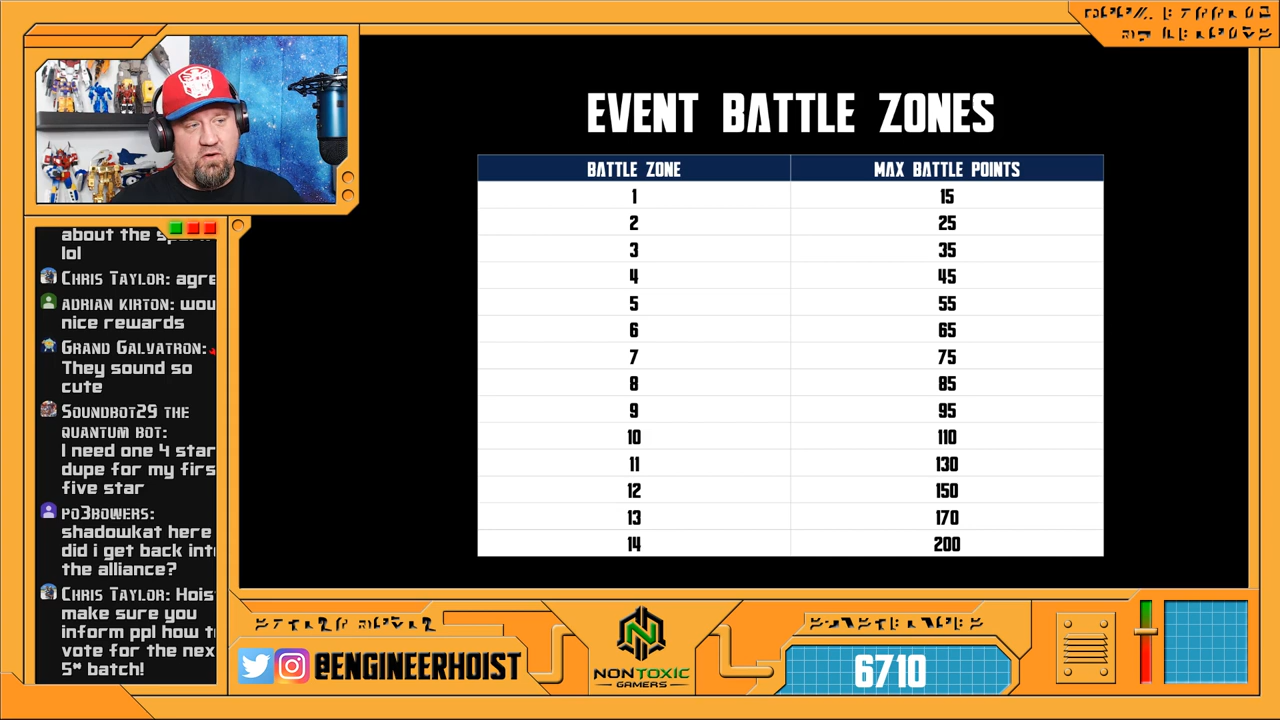 EVENT BATTLE ZONES
BATTLE ZONE MAX BATTLE POINTS
1 15
2 25
3 35
4 45
5 55
6 65
7 75
8 85
9 95
10 110
11 130
12 150
13 170
14 200
about the
lol
CHRIS TAYLOR: agre
ADRIAN KIRTON: wou
nice rewards
GRAND GALVATRON:
They sound so
cute
SOUNDBOT29 THE
QUANTUM BOT:
I need one 4 star
dupe for my firs
five star
PO3BOWERS:
shadowkat here
did i get back int
the alliance?
CHRIS TAYLOR: Hois
make sure you
inform ppl how t
vote for the nex
5* batch!
@ENGINEERHOIST
NONTOXIC
GAMERS
6710